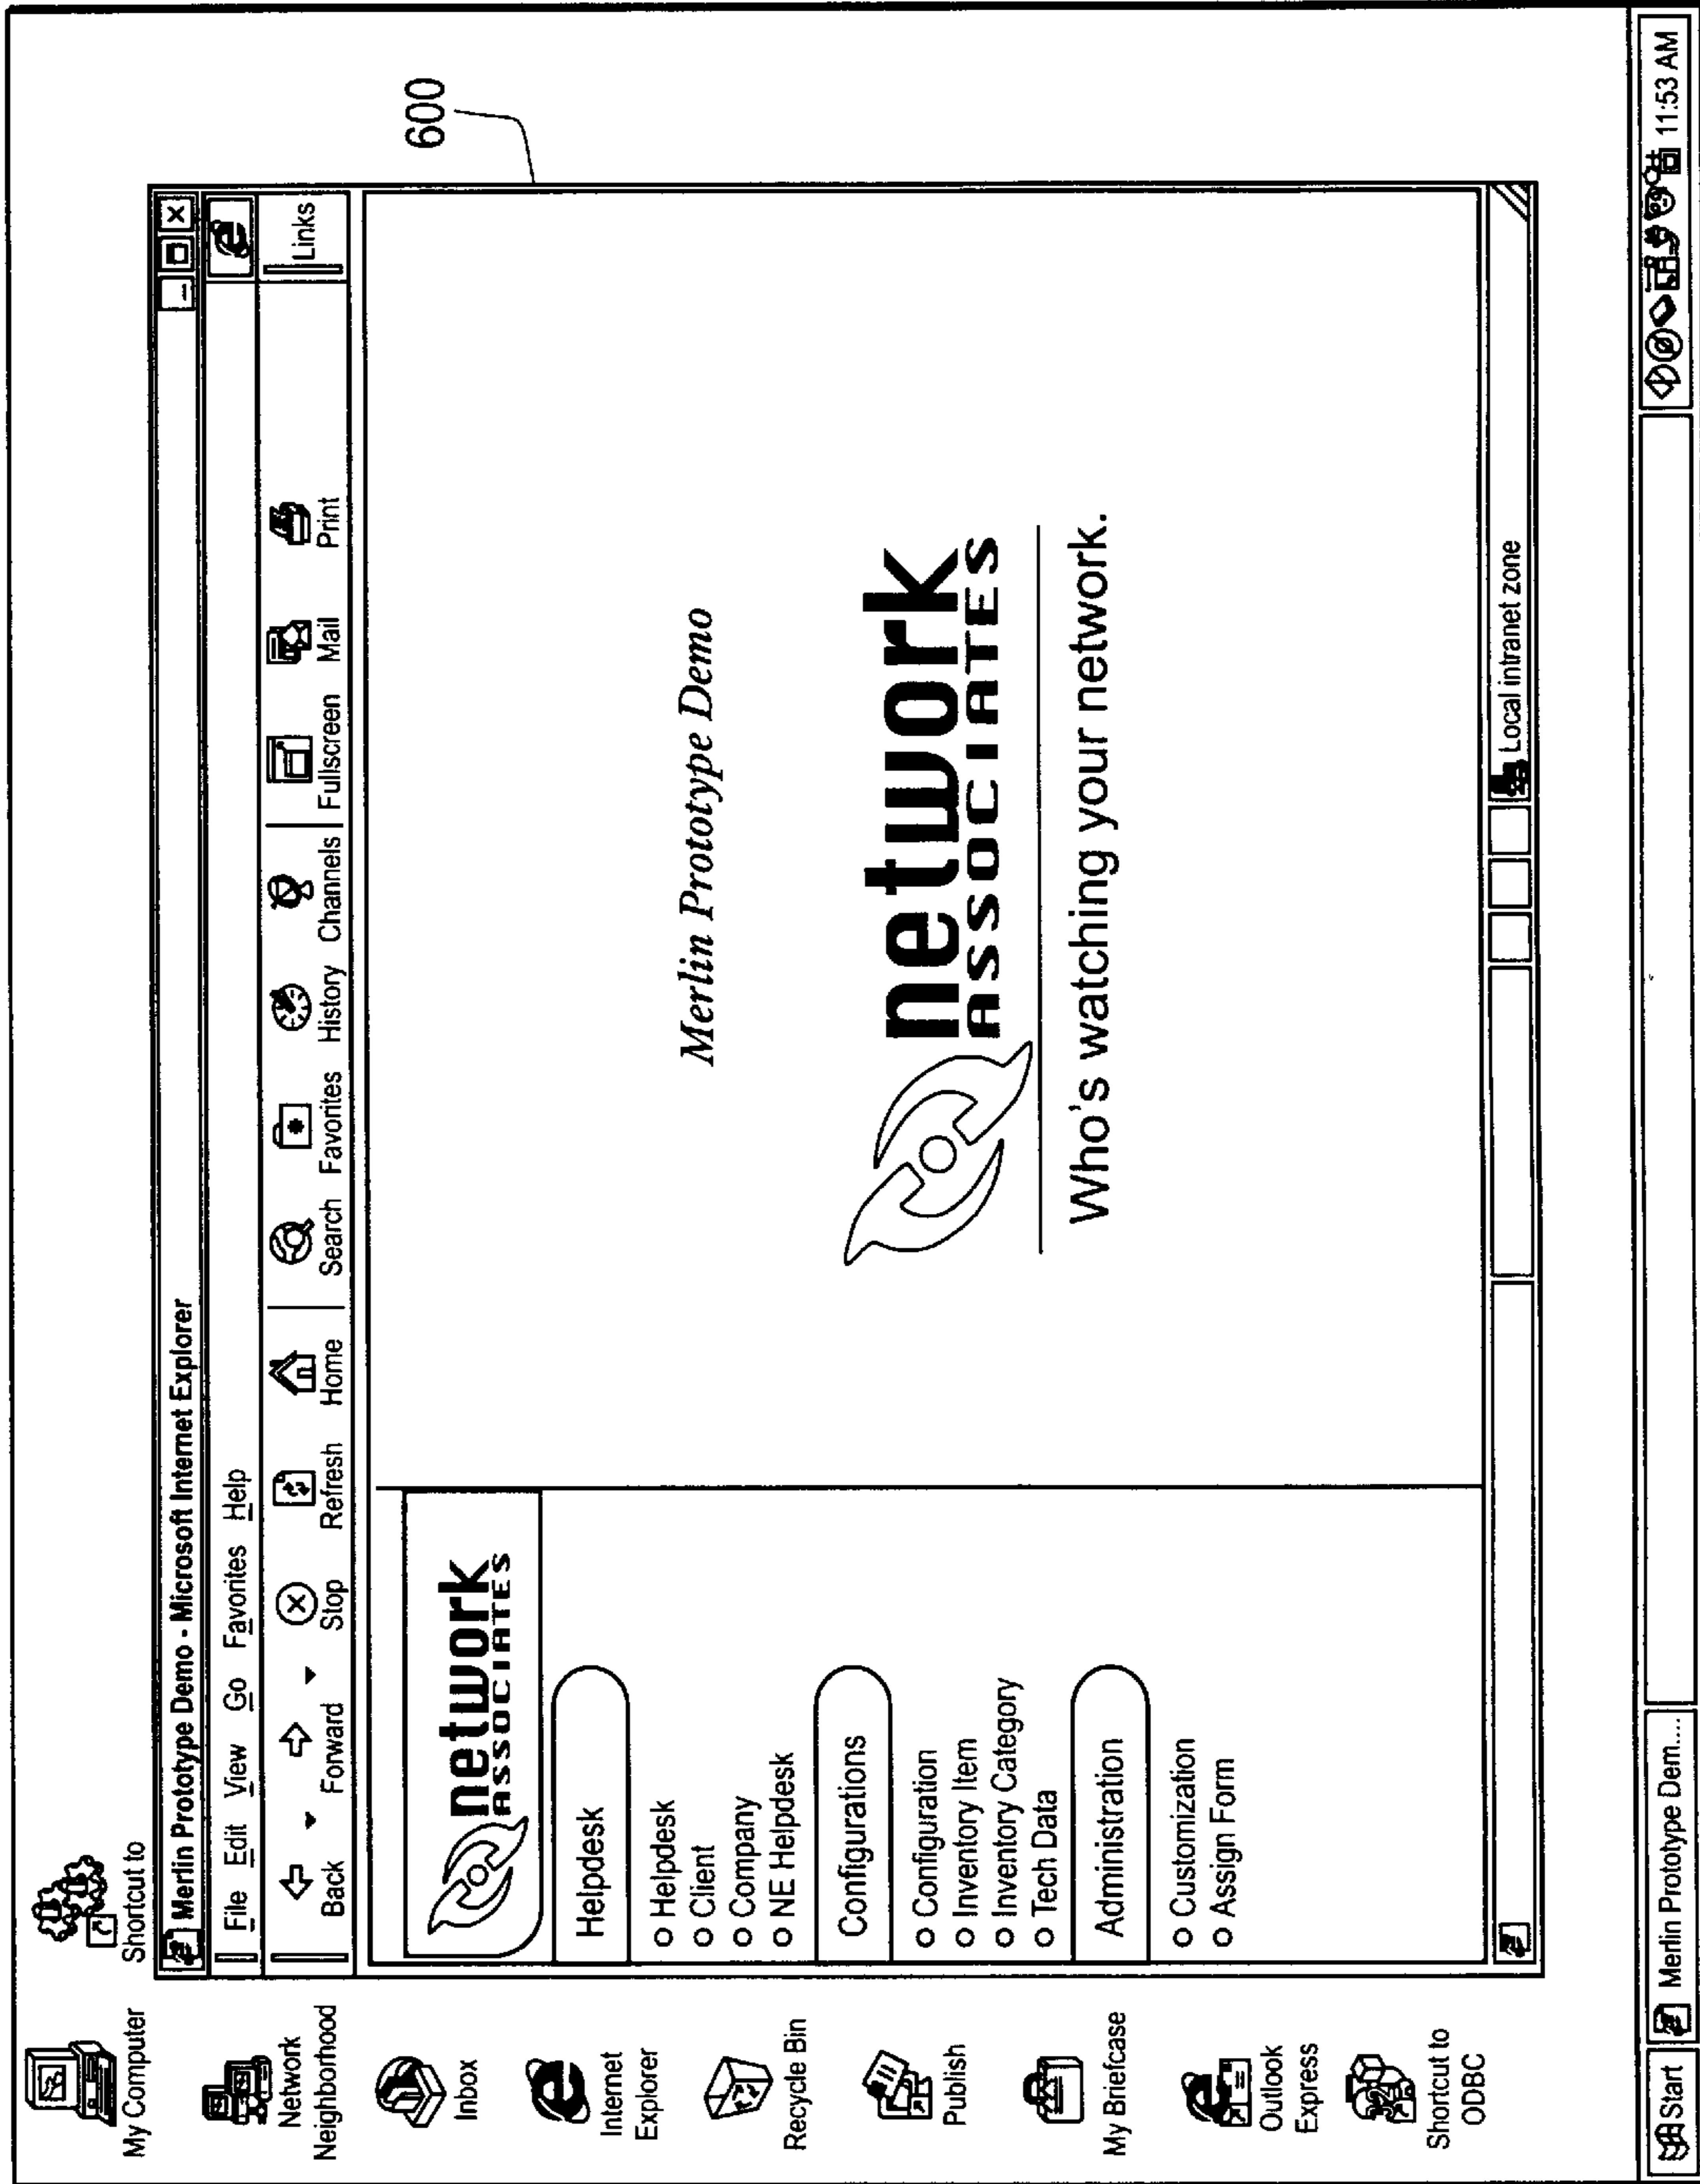 My Computer
Shortcut to
Network
Neighborhood
Inbox
Internet
Explorer
Recycle Bin
Publish
My Briefcase
Outlook
Express
32
Shortcut to
ODBC
Merlin Prototype Demo - Microsoft Internet Explorer
File Edit View Go Favorites Help
Back Forward Stop Refresh Home Search Favorites History Channels Fullscreen Mail Print Links
network
ASSOCIATES
Helpdesk
Helpdesk
Client
Company
NE Helpdesk
Configurations
Configuration
Inventory Item
Inventory Category
Tech Data
Administration
Customization
Assign Form
Merlin Prototype Demo
network
ASSOCIATES
Who's watching your network.
Local intranet zone
600
Start
Merlin Prototype Dem....
11:53 AM